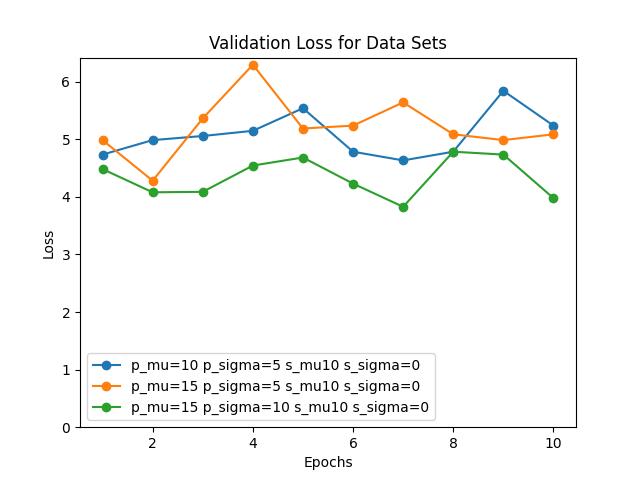 Validation Loss for Data Sets
Loss
6
5
4
3
2
1
0
p_mu=10 p_sigma=5 s_mu10 s_sigma=0
p_mu=15 p_sigma=5 s_mu10 s_sigma=0
p_mu=15 p_sigma=10 s_mu10 s_sigma=0
2
4
6
8
10
Epochs